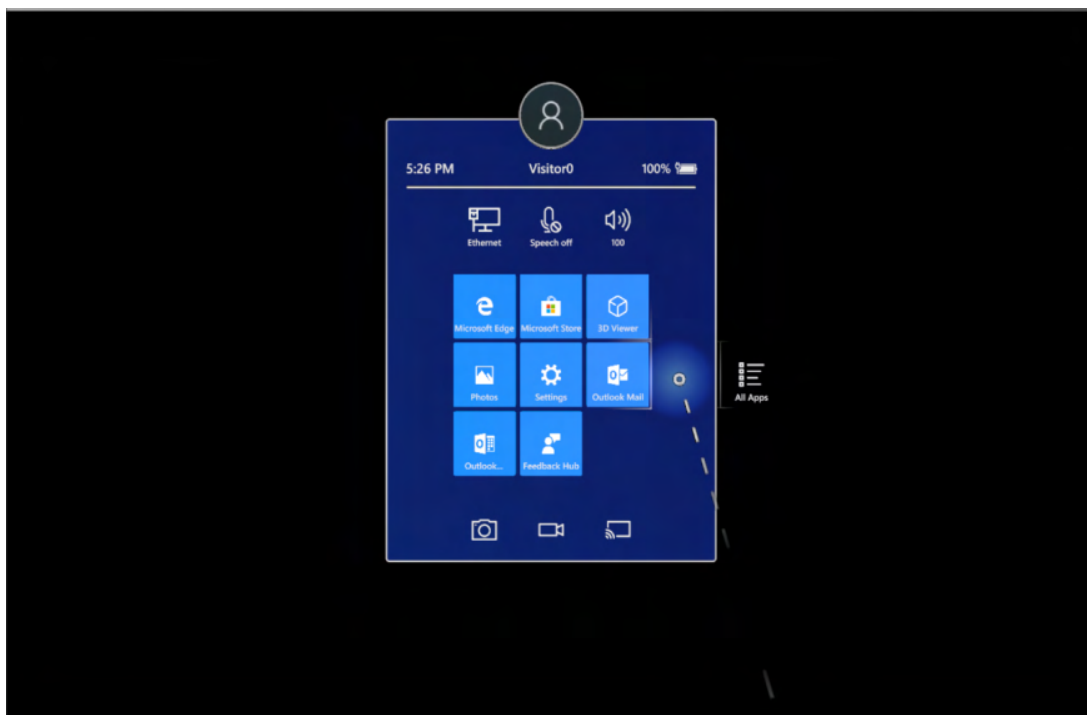 5:26 PM Visitor0 100%
Ethernet Speech off 100
Microsoft Edge Microsoft Store 3D Viewer
Photos Settings Outlook Mail
All Apps
Outlook... Feedback Hub